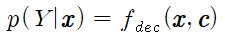 p(Y|x) = f_dec(x, c)